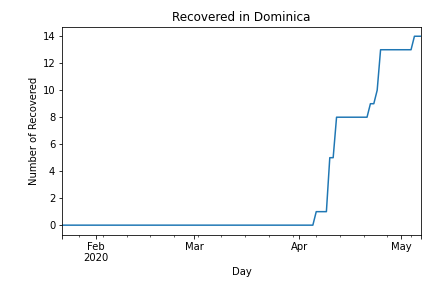 Recovered in Dominica
14
12
10
8
6
4
2
0
Number of Recovered
Feb
2020
Mar
Apr
May
Day